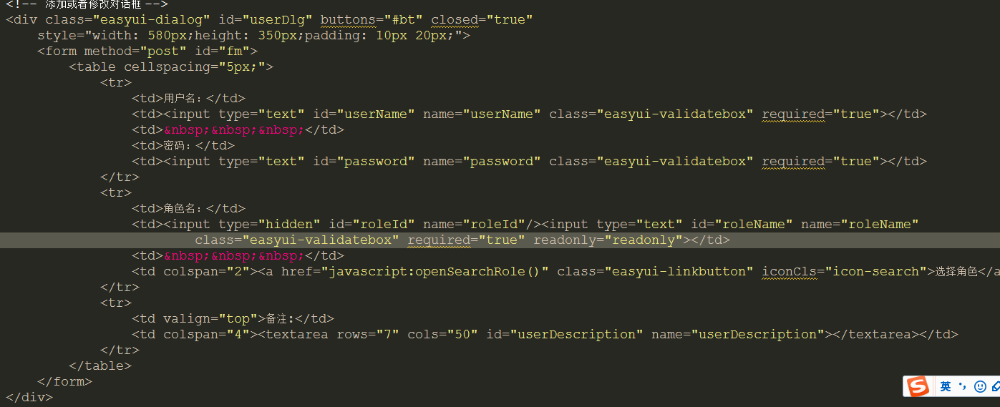 <!-- 添加或者修改对话框 -->
<div class="easyui-dialog" id="userDlg" buttons="#bt" closed="true"
style="width: 580px;height: 350px;padding: 10px 20px;">
<form method="post" id="fm">
<table cellspacing="5px;">
<tr>
<td>用户名：</td>
<td><input type="text" id="userName" name="userName" class="easyui-validatebox" required="true"></td>
<td>&nbsp;&nbsp;&nbsp;</td>
<td>密码：</td>
<td><input type="text" id="password" name="password" class="easyui-validatebox" required="true"></td>
</tr>
<tr>
<td>角色名：</td>
<td><input type="hidden" id="roleId" name="roleId"/><input type="text" id="roleName" name="roleName"
class="easyui-validatebox" required="true" readonly="readonly"></td>
<td>&nbsp;&nbsp;&nbsp;</td>
<td colspan="2"><a href="javascript:openSearchRole()" class="easyui-linkbutton" iconCls="icon-search">选择角色</a
</tr>
<tr>
<td valign="top">备注:</td>
<td colspan="4"><textarea rows="7" cols="50" id="userDescription" name="userDescription"></textarea></td>
</tr>
</table>
</form>
</div>
S 英